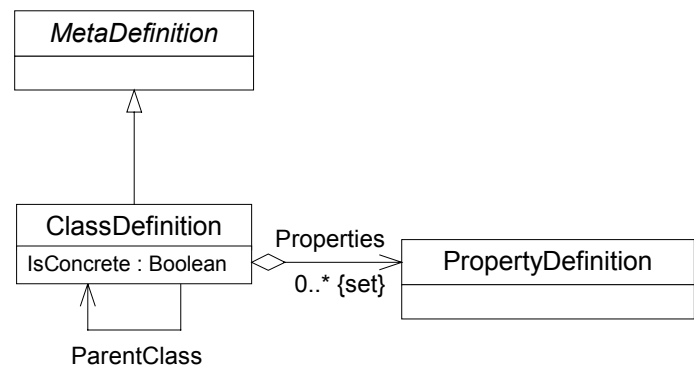 MetaDefinition
ClassDefinition
IsConcrete : Boolean
Properties
0..* {set}
PropertyDefinition
ParentClass